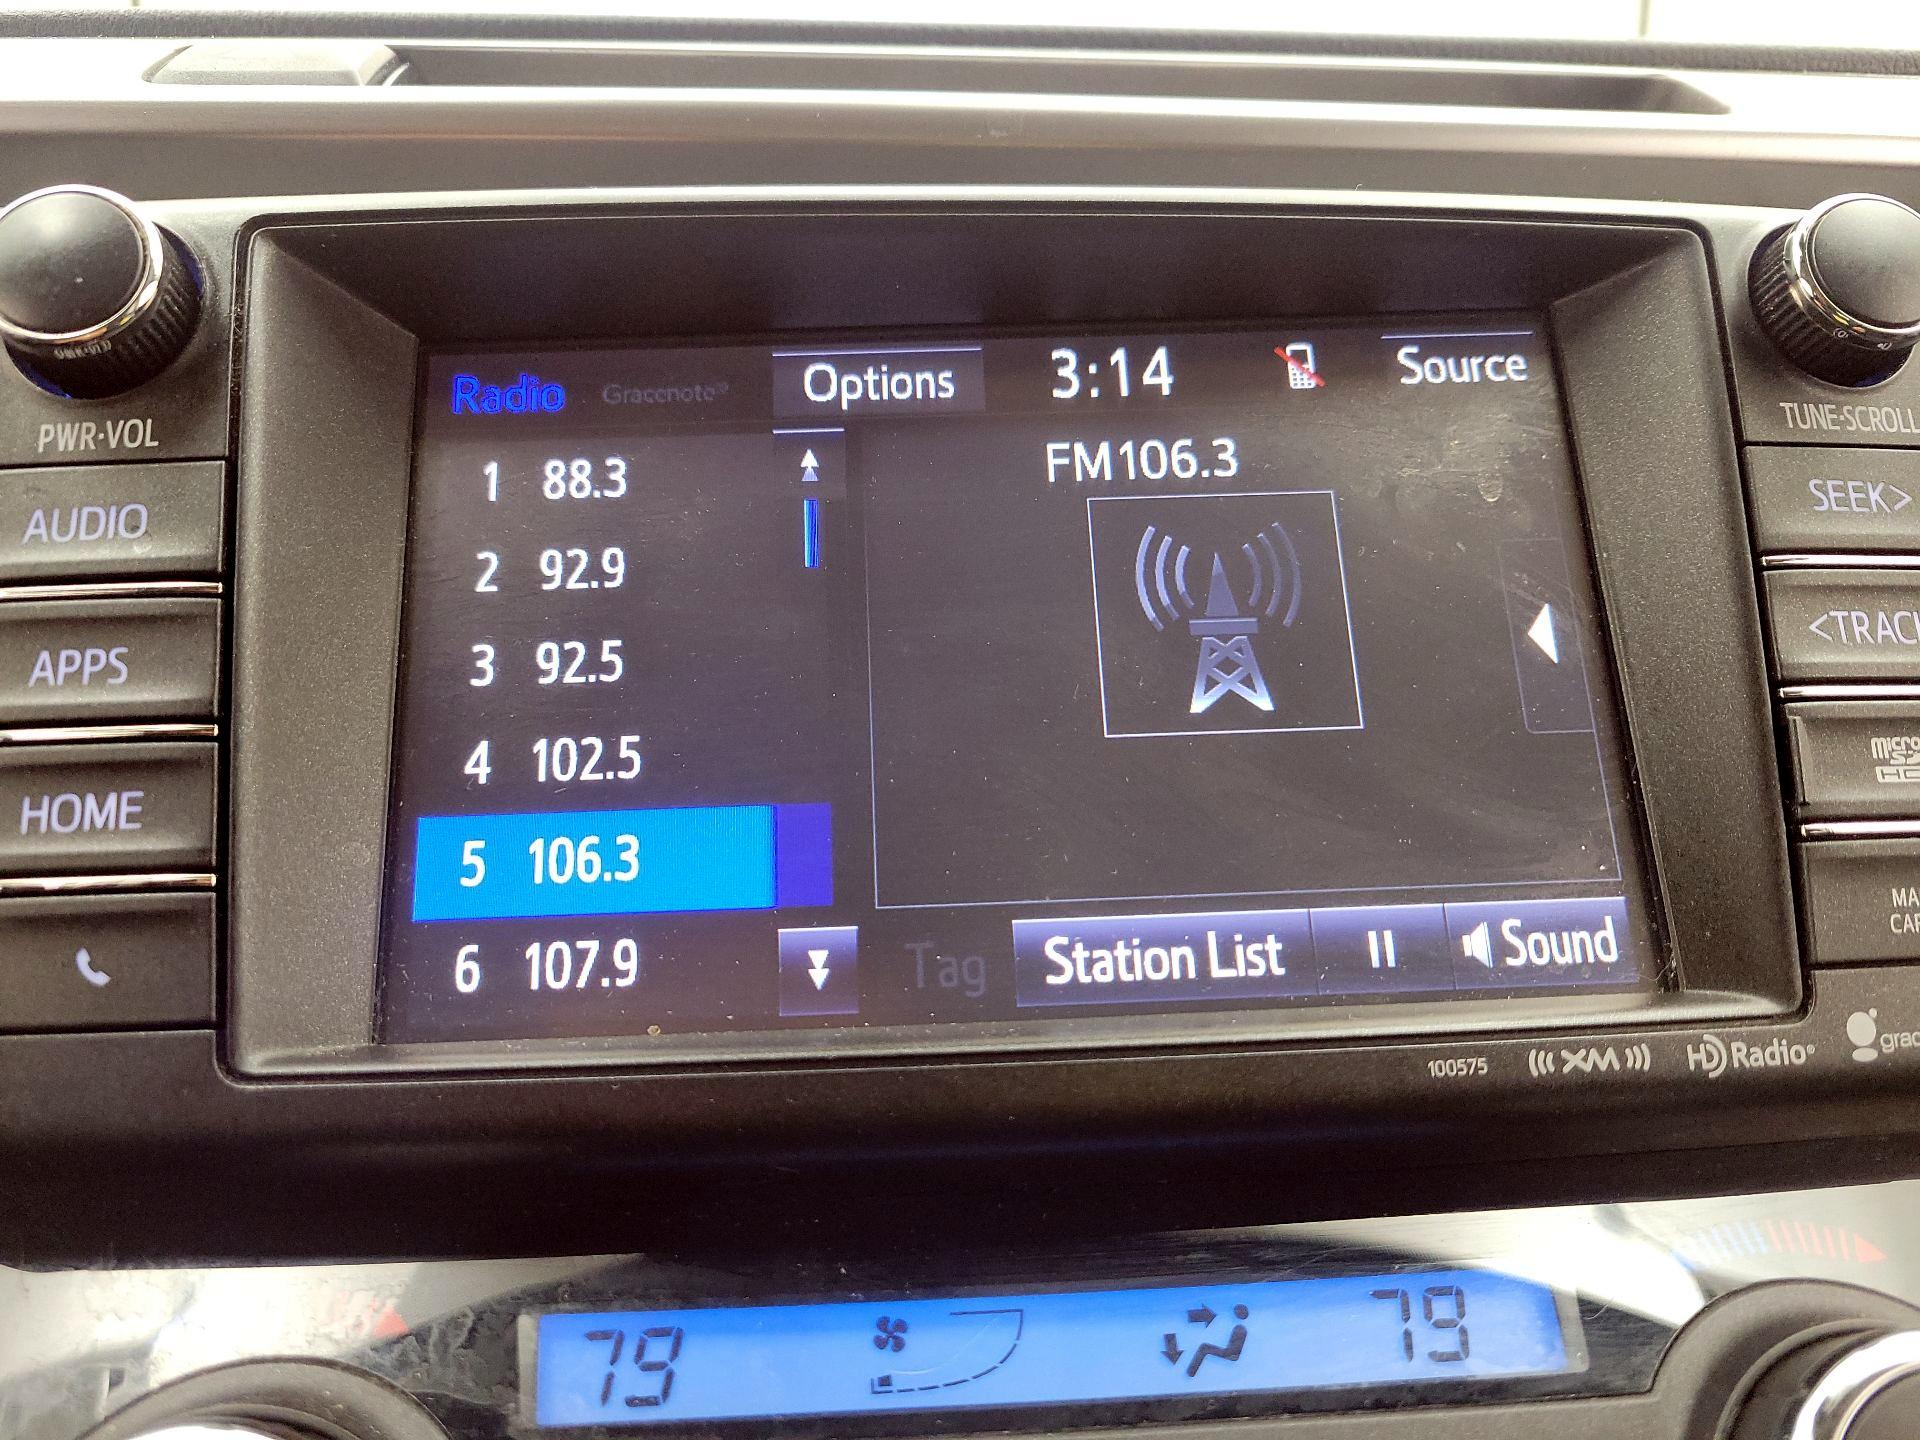 Radio Gracenote® Options 3:14 Source
1 88.3
2 92.9
3 92.5
4 102.5
5 106.3
6 107.9
FM106.3
Tag Station List Sound
PWR·VOL
AUDIO
APPS
HOME
TUNE·SCROLL
SEEK>
<TRACK
100575 XM HD Radio®
79 79